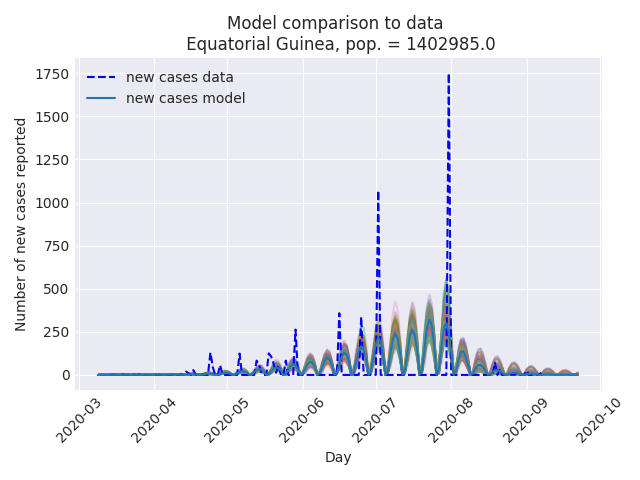 Model comparison to data
Equatorial Guinea, pop. = 1402985.0
new cases data
new cases model
1750
1500
1250
1000
750
500
250
0
Number of new cases reported
2020-03
2020-04
2020-05
2020-06
2020-07
2020-08
2020-09
2020-10
Day